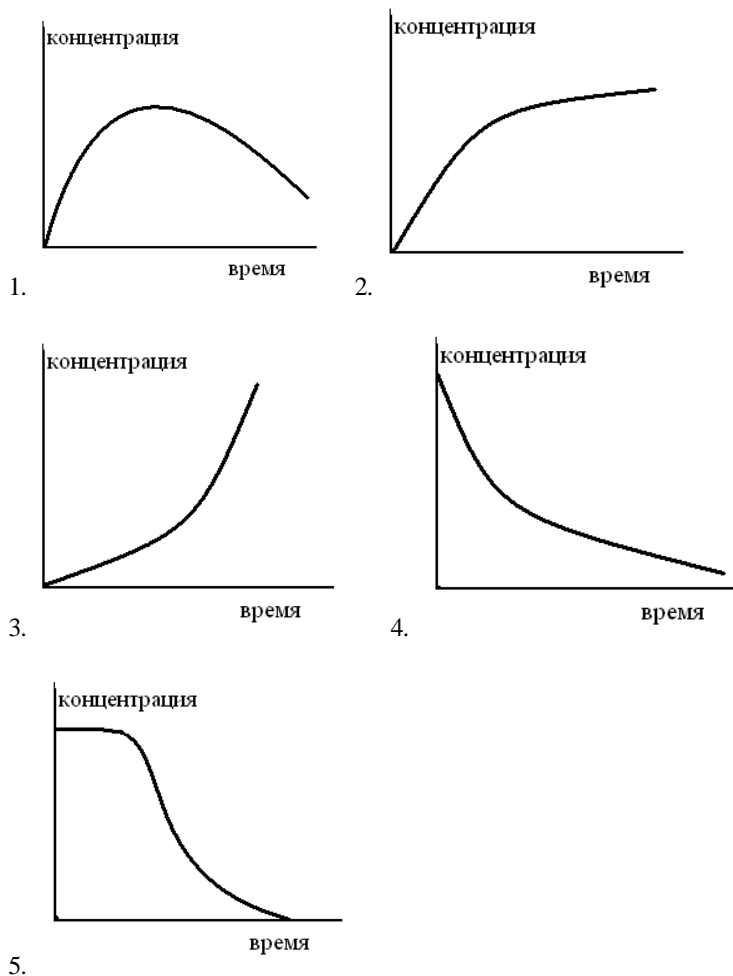 концентрация
время
1.
концентрация
время
2.
концентрация
время
3.
концентрация
время
4.
концентрация
время
5.